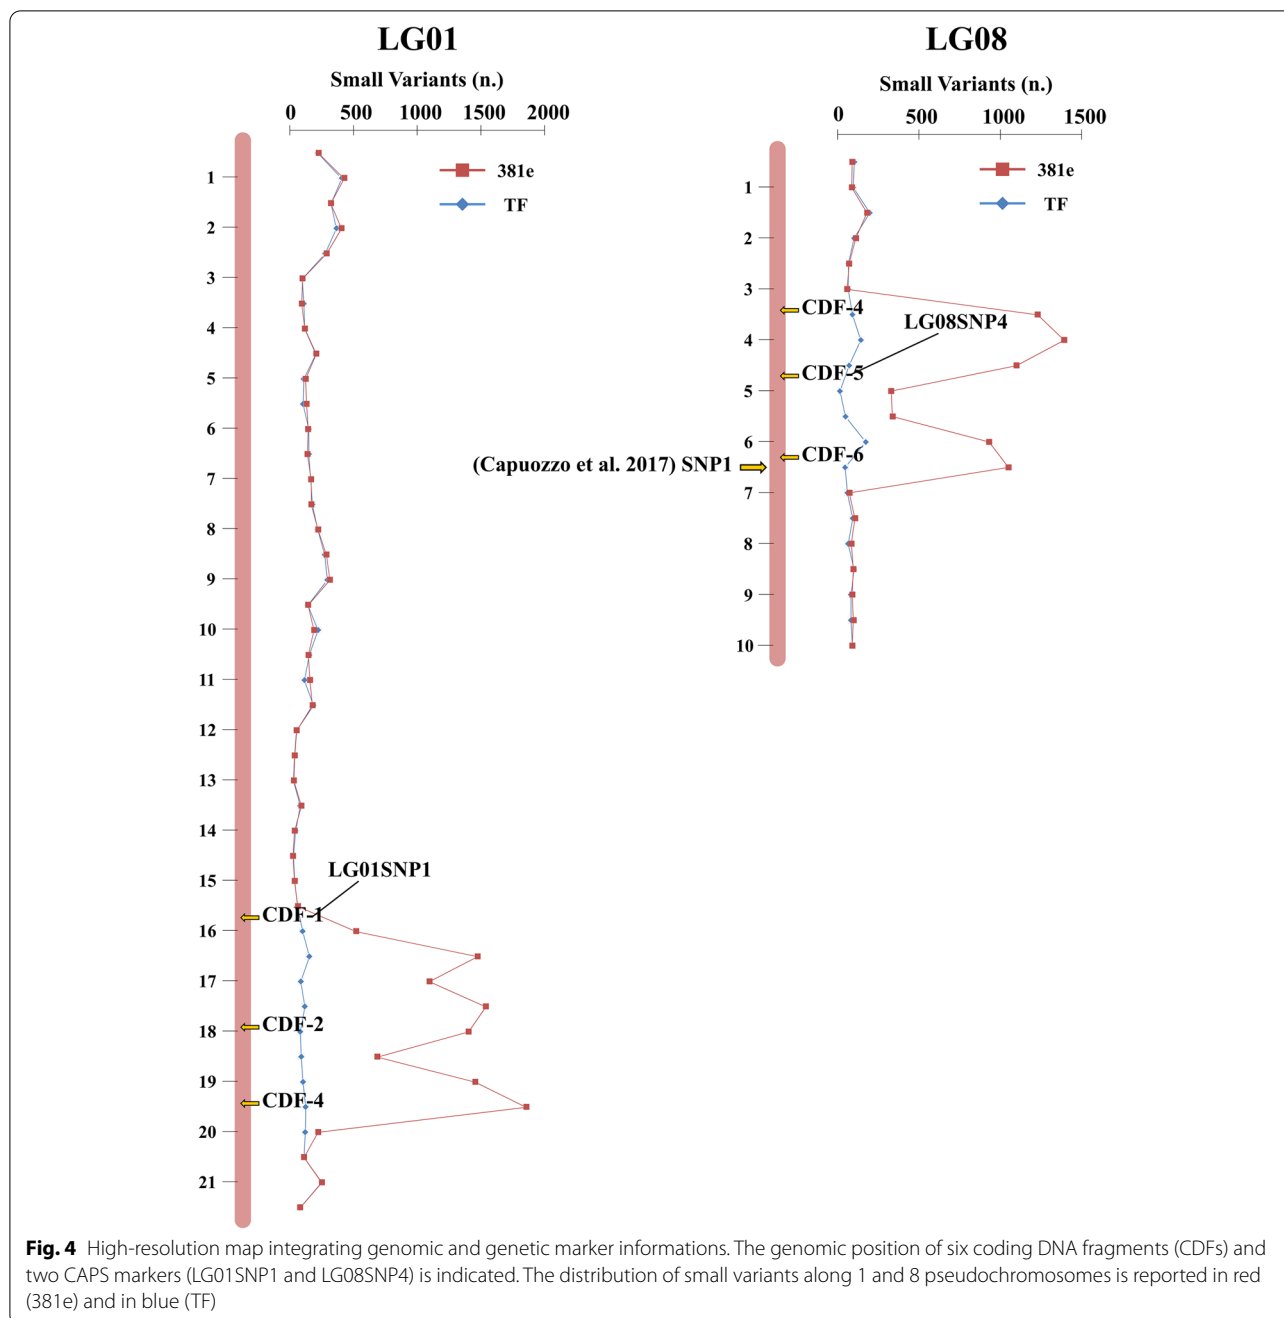 LG01
Small Variants (n.)
0 500 1000 1500 2000
381e
TF
1
2
3
4
5
6
7
8
9
10
11
12
13
14
15
16
17
18
19
20
21
LG01SNP1
CDF-1
CDF-2
CDF-4
LG08
Small Variants (n.)
0 500 1000 1500
381e
TF
1
2
3
4
5
6
7
8
9
10
CDF-4
LG08SNP4
CDF-5
CDF-6
(Capuozzo et al. 2017) SNP1
Fig. 4 High-resolution map integrating genomic and genetic marker informations. The genomic position of six coding DNA fragments (CDFs) and
two CAPS markers (LG01SNP1 and LG08SNP4) is indicated. The distribution of small variants along 1 and 8 pseudochromosomes is reported in red
(381e) and in blue (TF)